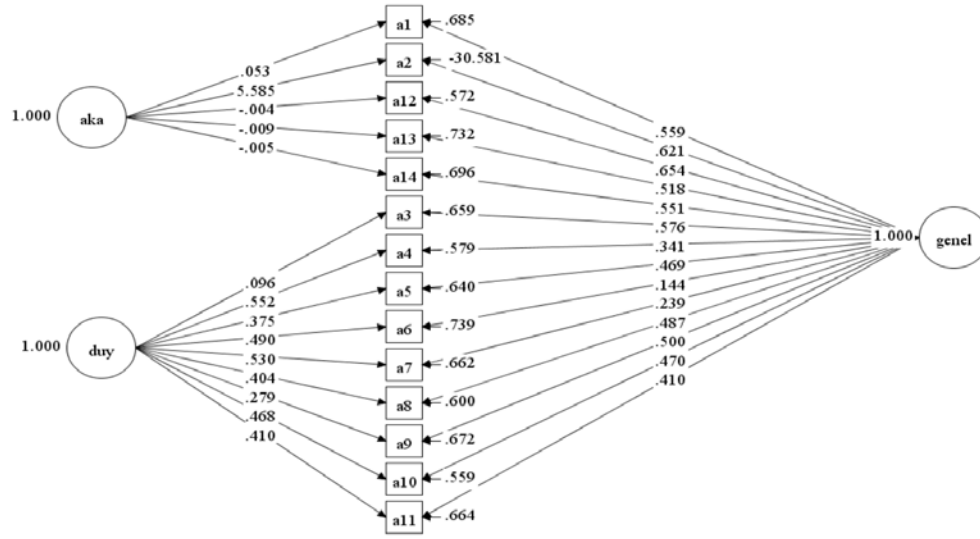 a1 .685
a2 -30.581
a12 .572
a13 .732
a14 .696
a3 .659
a4 .579
a5 .640
a6 .739
a7 .662
a8 .600
a9 .672
a10 .559
a11 .664
1.000 aka
.053
5.585
-.004
-.009
-.005
1.000 duy
.096
.552
.375
.490
.530
.404
.279
.468
.410
.559
.621
.654
.518
.551
.576
.341
.469
.144
.239
.487
.500
.470
.410
1.000 genel